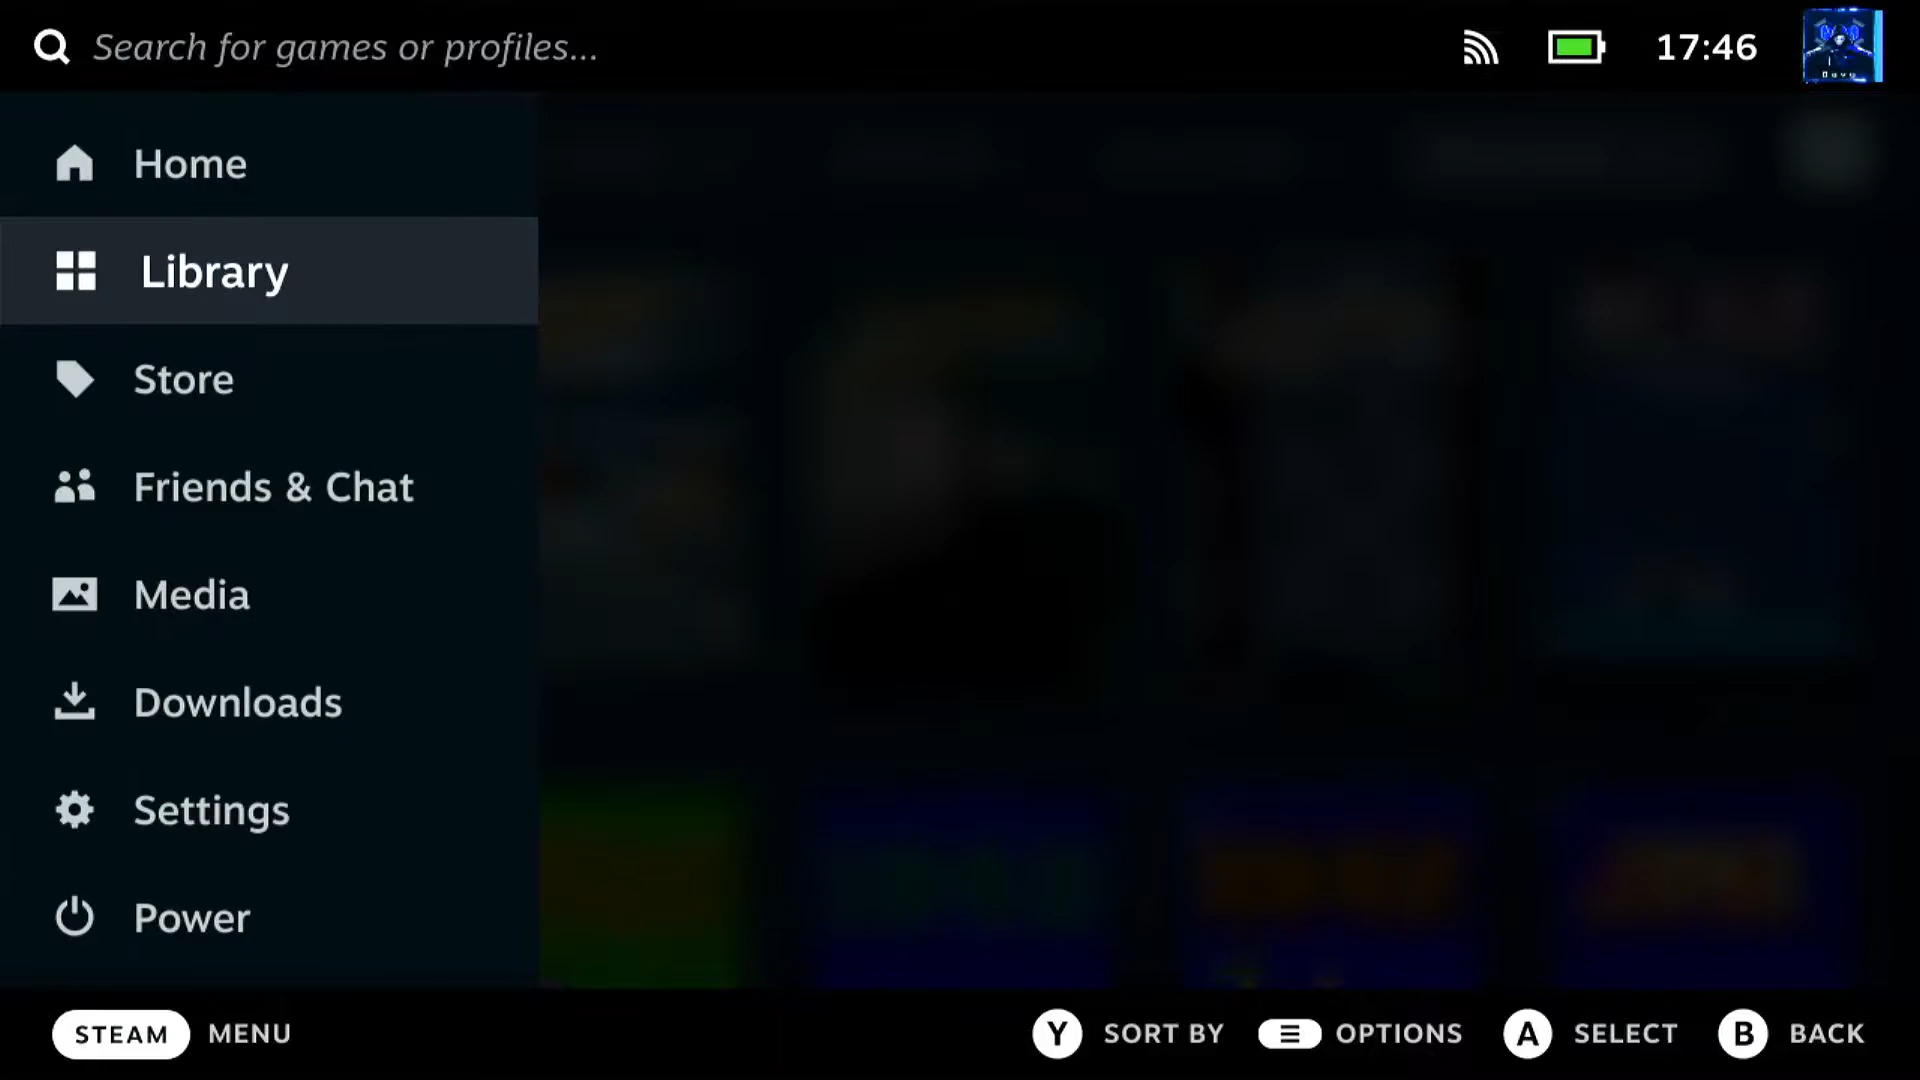 Search for games or profiles...
17:46
Home
Library
Store
Friends & Chat
Media
Downloads
Settings
Power
STEAM MENU
Y SORT BY
OPTIONS
A SELECT
B BACK